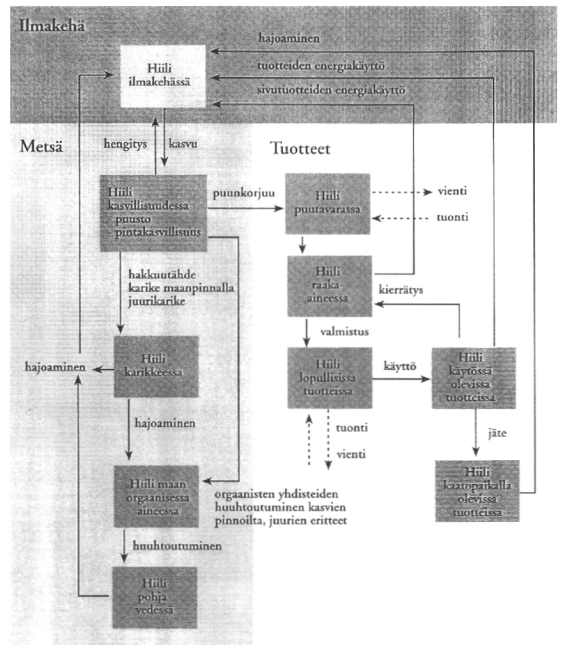 Ilmakehä
Hiili
ilmakehässä
hajoaminen
tuotteiden energiakäyttö
sivutuotteiden energiakäyttö
Metsä
hengitys
kasvu
Tuotteet
Hiili
kasvillisuudessa
- puusto
- pintakasvillisuus
puunkorjuu
Hiili
puutavarassa
vienti
tuonti
hakkuutähde
karike maanpinnalla
juurikarike
Hiili
raaka-
aineessa
kierrätys
valmistus
hajoaminen
Hiili
karikkeessa
Hiili
lopullisissa
tuotteissa
käyttö
Hiili
käytössä
olevissa
tuotteissa
hajoaminen
tuonti
vienti
jäte
Hiili maan
orgaanisessa
aineessa
orgaanisten yhdisteiden
huuhtoutuminen kasvien
pinnoilta, juurien eritteet
Hiili
kaatopaikalla
olevissa
tuotteissa
huuhtoutuminen
Hiili
pohja
vedessä